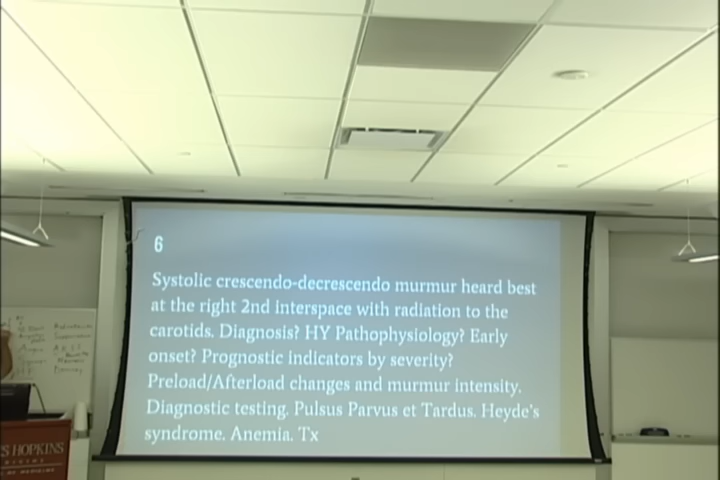 6
Systolic crescendo-decrescendo murmur heard best
at the right 2nd interspace with radiation to the
carotids. Diagnosis? HY Pathophysiology? Early
onset? Prognostic indicators by severity?
Preload/Afterload changes and murmur intensity.
Diagnostic testing. Pulsus Parvus et Tardus. Heyde's
syndrome. Anemia. Tx
S HOPKINS
OF MEDICINE